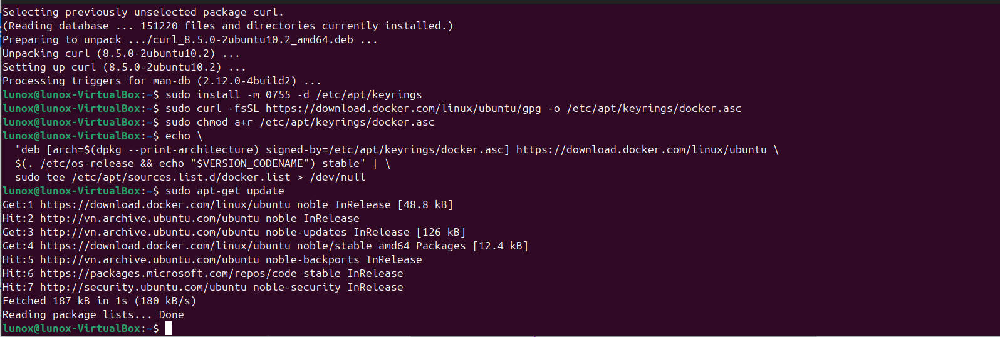 Selecting previously unselected package curl.
(Reading database ... 151220 files and directories currently installed.)
Preparing to unpack .../curl_8.5.0-2ubuntu10.2_amd64.deb ...
Unpacking curl (8.5.0-2ubuntu10.2) ...
Setting up curl (8.5.0-2ubuntu10.2) ...
Processing triggers for man-db (2.12.0-4build2) ...
lunox@lunox-VirtualBox:~$ sudo install -m 0755 -d /etc/apt/keyrings
lunox@lunox-VirtualBox:~$ sudo curl -fsSL https://download.docker.com/linux/ubuntu/gpg -o /etc/apt/keyrings/docker.asc
lunox@lunox-VirtualBox:~$ sudo chmod a+r /etc/apt/keyrings/docker.asc
lunox@lunox-VirtualBox:~$ echo \
  "deb [arch=$(dpkg --print-architecture) signed-by=/etc/apt/keyrings/docker.asc] https://download.docker.com/linux/ubuntu \
  $(. /etc/os-release && echo "$VERSION_CODENAME") stable" | \
  sudo tee /etc/apt/sources.list.d/docker.list > /dev/null
lunox@lunox-VirtualBox:~$ sudo apt-get update
Get:1 https://download.docker.com/linux/ubuntu noble InRelease [48.8 kB]
Hit:2 http://vn.archive.ubuntu.com/ubuntu noble InRelease
Get:3 http://vn.archive.ubuntu.com/ubuntu noble-updates InRelease [126 kB]
Get:4 https://download.docker.com/linux/ubuntu noble/stable amd64 Packages [12.4 kB]
Hit:5 http://vn.archive.ubuntu.com/ubuntu noble-backports InRelease
Hit:6 https://packages.microsoft.com/repos/code stable InRelease
Hit:7 http://security.ubuntu.com/ubuntu noble-security InRelease
Fetched 187 kB in 1s (180 kB/s)
Reading package lists... Done
lunox@lunox-VirtualBox:~$